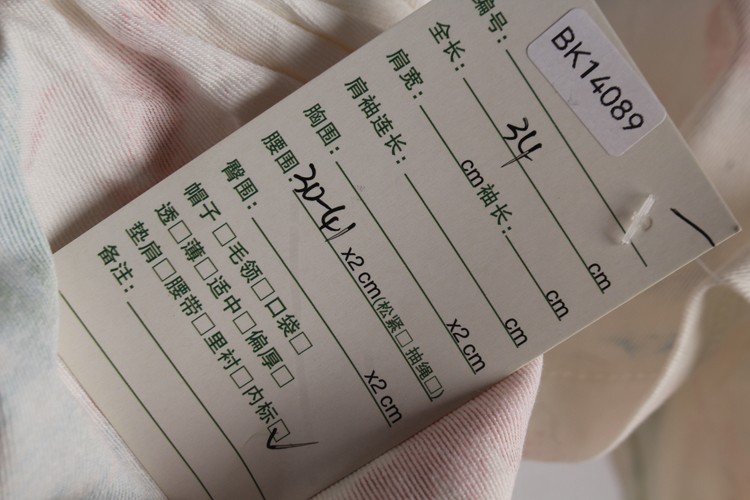 BK14089
编号:
全长: 34 cm
肩宽: cm 袖长: cm
肩袖连长: cm
胸围: x2 cm
腰围 30-41 x2 cm(松紧□ 抽绳□)
臀围: x2 cm
帽子□毛领□口袋□
透□薄□适中□偏厚□
垫肩□腰带□里衬□内标☑
备注: